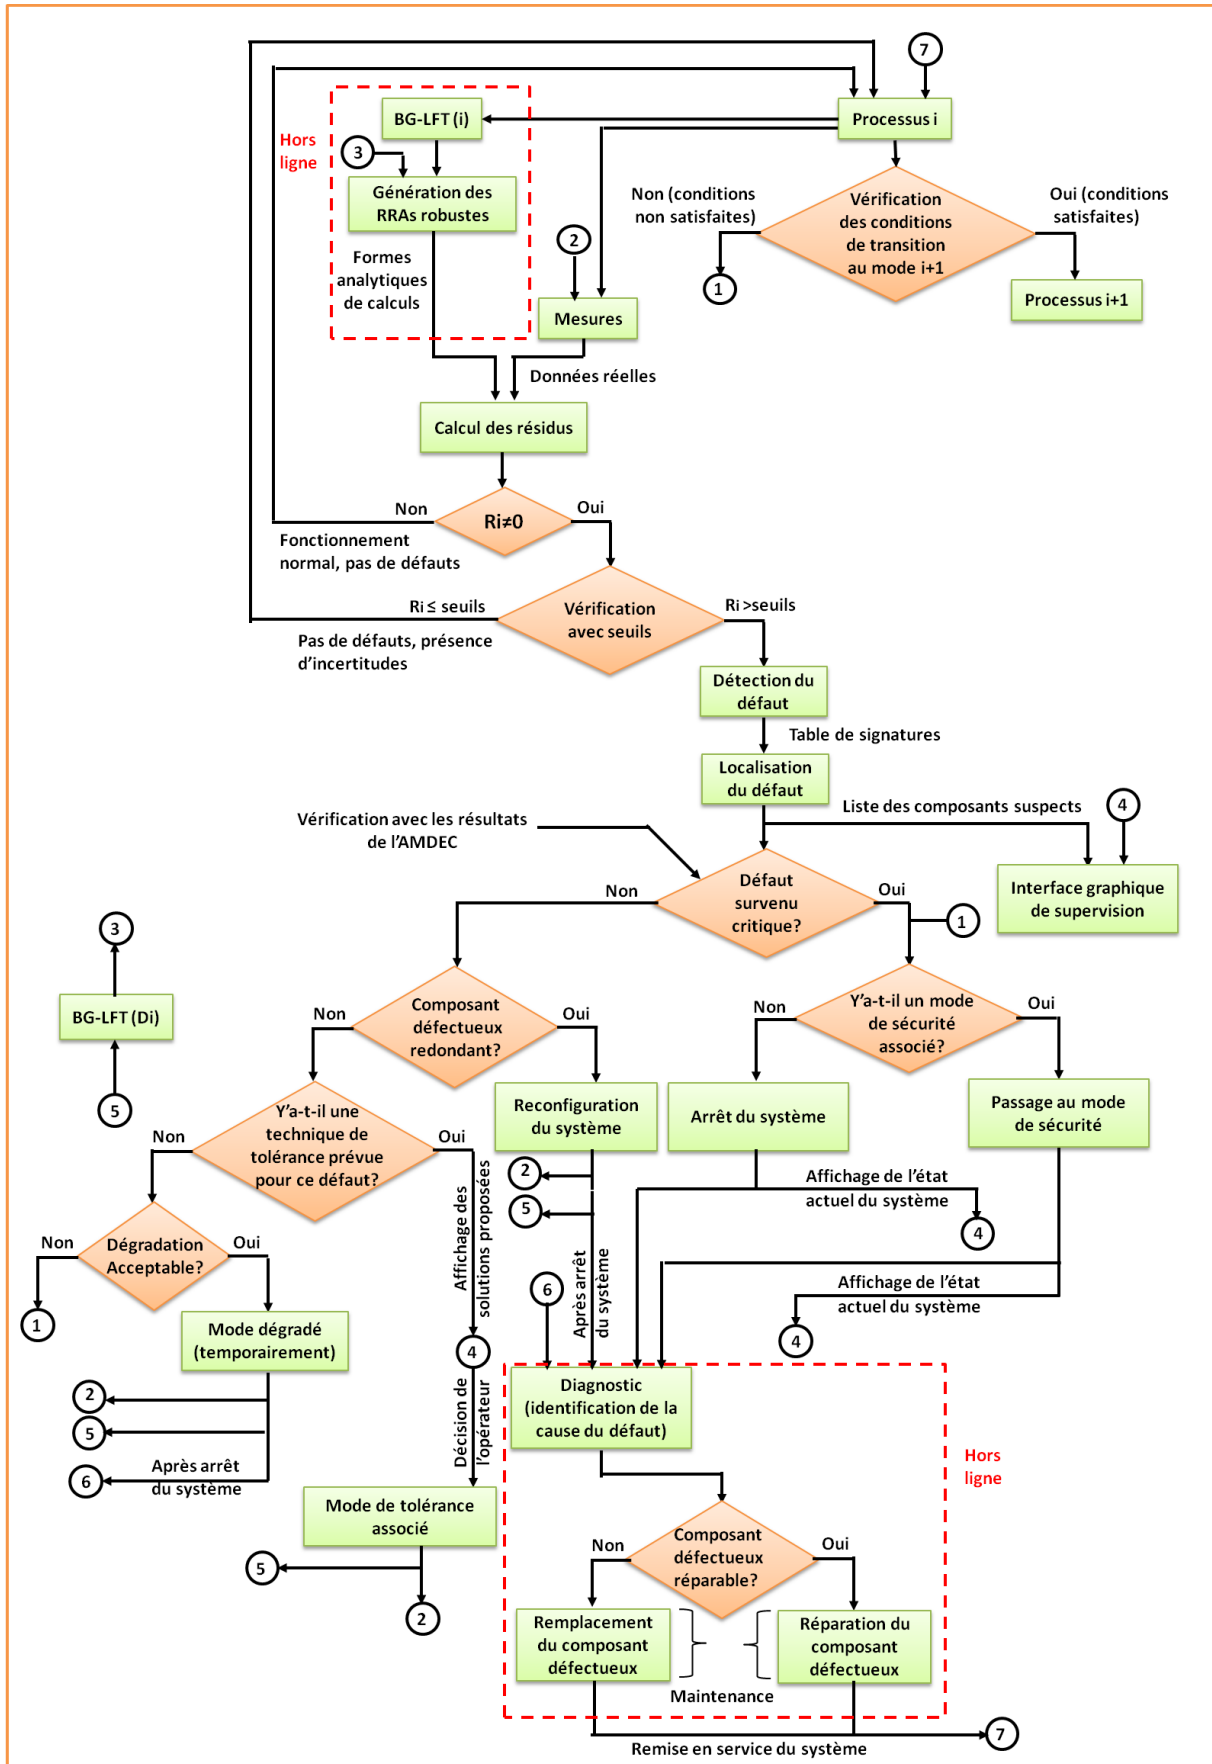 7
BG-LFT (i)
Processus i
Hors
ligne
3
Génération des
RRAs robustes
Non (conditions
non satisfaites)
Vérification
des conditions
de transition
au mode i+1
Oui (conditions
satisfaites)
2
Formes
analytiques
de calculs
1
Processus i+1
Mesures
Données réelles
Calcul des résidus
Non
Ri≠0
Oui
Fonctionnement
normal, pas de défauts
Ri ≤ seuils
Vérification
avec seuils
Ri >seuils
Pas de défauts, présence
d'incertitudes
Détection du
défaut
Table de signatures
Localisation
du défaut
Liste des composants suspects
4
Vérification avec les résultats
de l'AMDEC
Non
Défaut
survenu
critique?
Oui
Interface graphique
de supervision
1
3
BG-LFT (Di)
5
Non
Composant
défectueux
redondant?
Oui
Non
Y'a-t-il un mode
de sécurité
associé?
Oui
Non
Y'a-t-il une
technique de
tolérance prévue
pour ce défaut?
Oui
Reconfiguration
du système
Arrêt du système
Passage au mode
de sécurité
2
5
Affichage de l'état
actuel du système
4
Affichage des
solutions proposées
Après arrêt
du système
Non
Dégradation
Acceptable?
Oui
1
Mode dégradé
(temporairement)
6
Affichage de l'état
actuel du système
4
4
2
5
6
Après arrêt
du système
Décision de
l'opérateur
Diagnostic
(identification de la
cause du défaut)
Hors
ligne
Mode de tolérance
associé
5
2
Non
Composant
défectueux
réparable?
Oui
Remplacement
du composant
défectueux
Réparation du
composant
défectueux
Maintenance
7
Remise en service du système